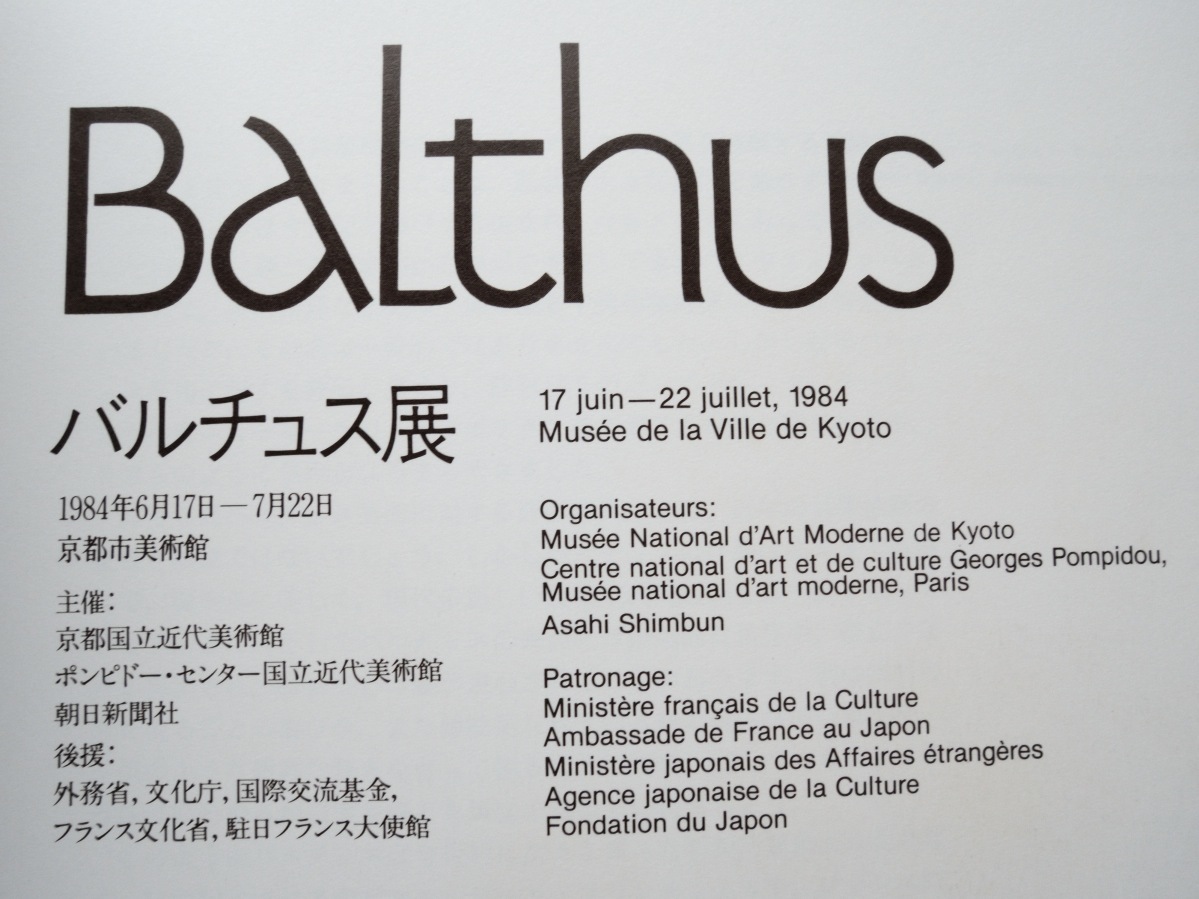 Balthus
バルチュス展
1984年6月17日―7月22日
京都市美術館
主催:
京都国立近代美術館
ポンピドー・センター国立近代美術館
朝日新聞社
後援:
外務省, 文化庁, 国際交流基金,
フランス文化省, 駐日フランス大使館
17 juin—22 juillet, 1984
Musée de la Ville de Kyoto
Organisateurs:
Musée National d'Art Moderne de Kyoto
Centre national d'art et de culture Georges Pompidou,
Musée national d'art moderne, Paris
Asahi Shimbun
Patronage:
Ministère français de la Culture
Ambassade de France au Japon
Ministère japonais des Affaires étrangères
Agence japonaise de la Culture
Fondation du Japon